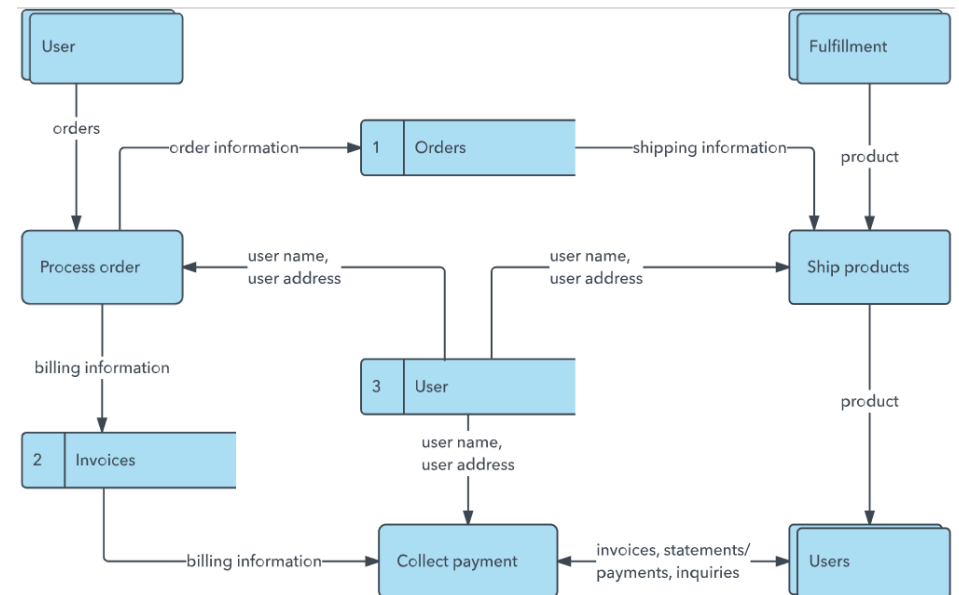 User
Fulfillment
orders
order information
1
Orders
shipping information
product
Process order
user name,
user address
user name,
user address
Ship products
billing information
3
User
product
2
Invoices
user name,
user address
billing information
Collect payment
invoices, statements/
payments, inquiries
Users